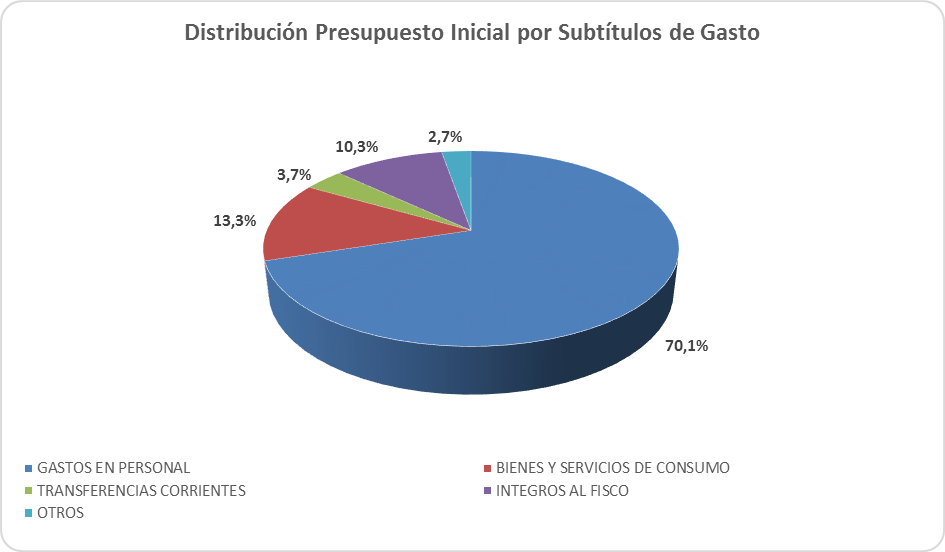 Distribución Presupuesto Inicial por Subtítulos de Gasto
2,7%
10,3%
3,7%
13,3%
70,1%
GASTOS EN PERSONAL
BIENES Y SERVICIOS DE CONSUMO
TRANSFERENCIAS CORRIENTES
INTEGROS AL FISCO
OTROS